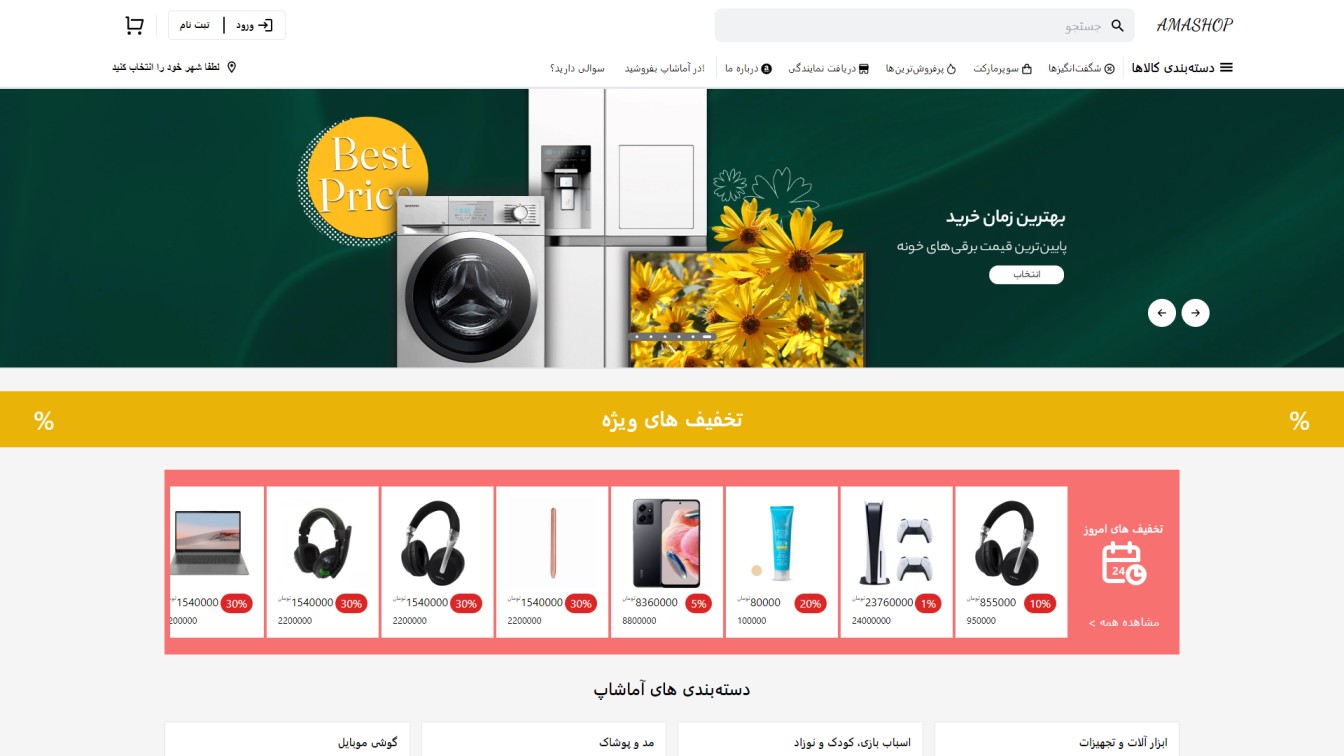 AMASHOP
جستجو
ورود
ثبت نام
دسته‌بندی کالاها
شگفت‌انگیزها
سوپرمارکت
پرفروش‌ترین‌ها
دریافت نمایندگی
درباره ما
در آماشاپ بفروشید!
سوالی دارید؟
لطفا شهر خود را انتخاب کنید
Best
Price
بهترین زمان خرید
پایین‌ترین قیمت برقی‌های خونه
انتخاب
% تخفیف های ویژه %
تخفیف های امروز
24
مشاهده همه >
10% 855000 تومان
950000
1% 23760000 تومان
24000000
20% 80000 تومان
100000
5% 8360000 تومان
8800000
30% 1540000 تومان
2200000
30% 1540000 تومان
2200000
30% 1540000 تومان
2200000
30% 1540000
200000
دسته‌بندی های آماشاپ
ابزار آلات و تجهیزات
اسباب بازی، کودک و نوزاد
مد و پوشاک
گوشی موبایل